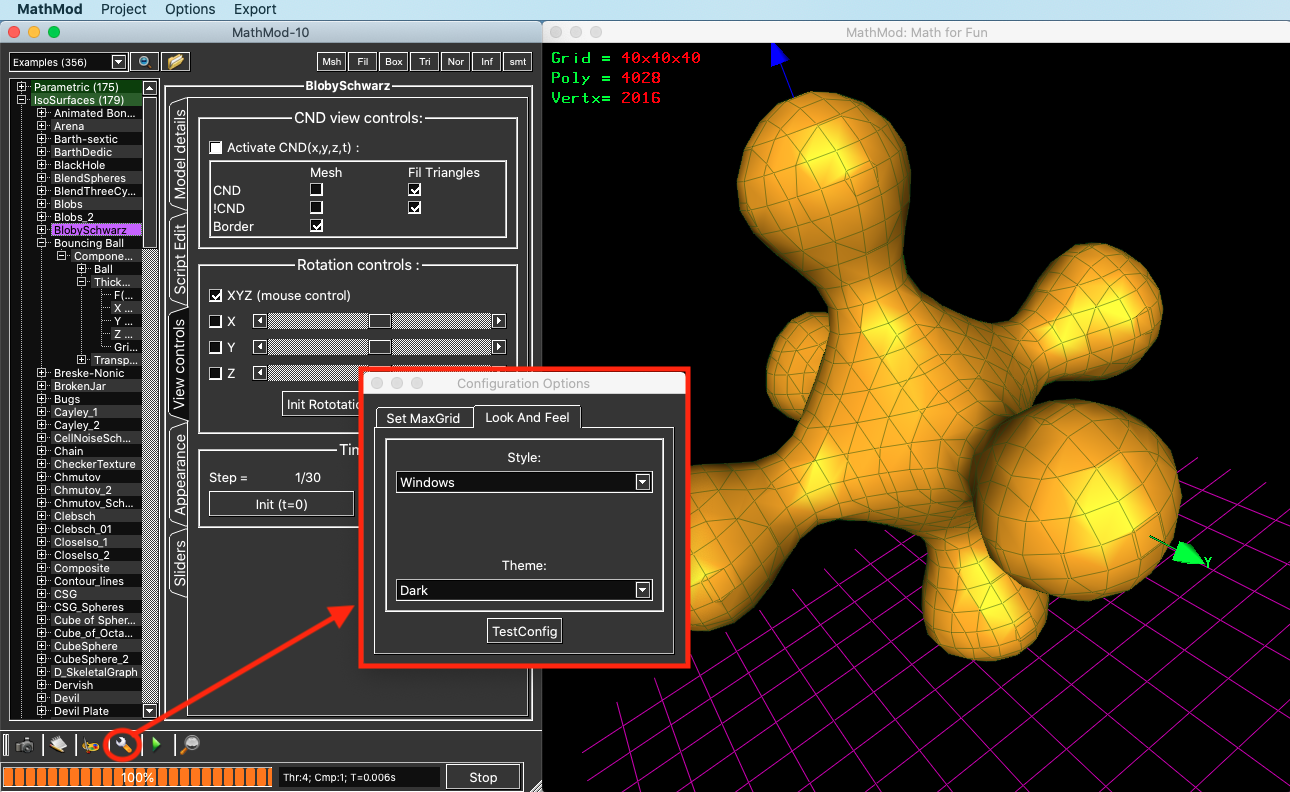 MathMod Project Options Export
MathMod-10
Examples (356)
Msh Fil Box Tri Nor Inf smt
Parametric (175)
IsoSurfaces (179)
Animated Bon...
Arena
Barth-sextic
BarthDedic
BlackHole
BlendSpheres
BlendThreeCy...
Blobs
Blobs_2
BlobySchwarz
Bouncing Ball
Compone...
Ball
Thick...
F(...
X ...
Y ...
Z ...
Gri...
Transp...
Breske-Nonic
BrokenJar
Bugs
Cayley_1
Cayley_2
CellNoiseSch...
Chain
CheckerTexture
Chmutov
Chmutov_2
Chmutov_Sch...
Clebsch
Clebsch_01
CloseIso_1
CloseIso_2
Composite
Contour_lines
CSG
CSG_Spheres
Cube of Spher...
Cube_of_Octa...
CubeSphere
CubeSphere_2
D_SkeletalGraph
Dervish
Devil
Devil Plate
BlobySchwarz
Model details
Script Edit
View controls
Appearance
Sliders
CND view controls:
Activate CND(x,y,z,t) :
Mesh Fil Triangles
CND
!CND
Border
Rotation controls :
XYZ (mouse control)
X
Y
Z
Init Rototatio
Tim
Step = 1/30
Init (t=0)
Configuration Options
Set MaxGrid Look And Feel
Style:
Windows
Theme:
Dark
TestConfig
100% Thr:4; Cmp:1; T=0.006s Stop
MathMod: Math for Fun
Grid = 40x40x40
Poly = 4028
Vertx= 2016
Y